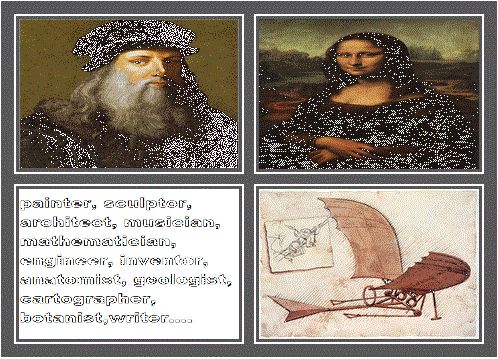 painter, sculptor,
architect, musician,
mathematician,
engineer, inventor,
anatomist, geologist,
cartographer,
botanist,writer....